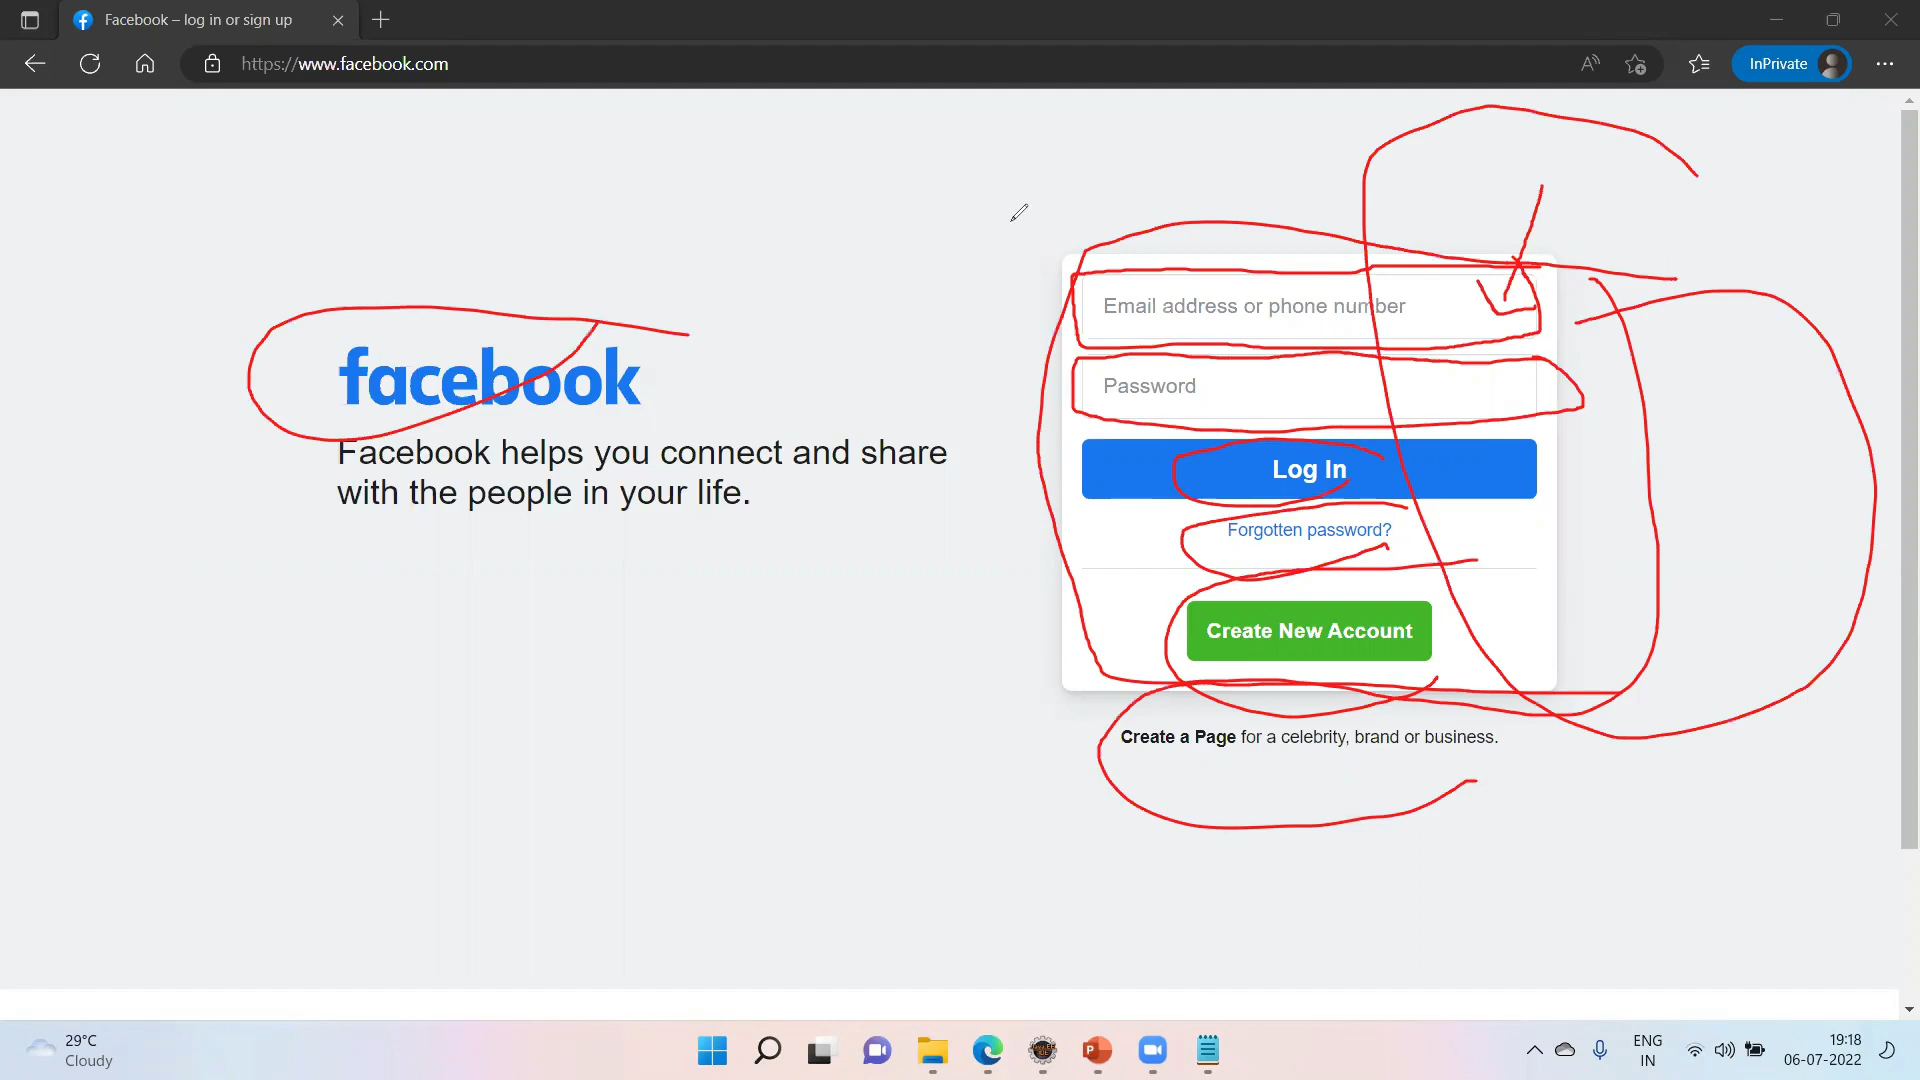 Facebook – log in or sign up
https://www.facebook.com
InPrivate
facebook
Facebook helps you connect and share
with the people in your life.
Email address or phone number
Password
Log In
Forgotten password?
Create New Account
Create a Page for a celebrity, brand or business.
29°C
Cloudy
ENG
IN
19:18
06-07-2022